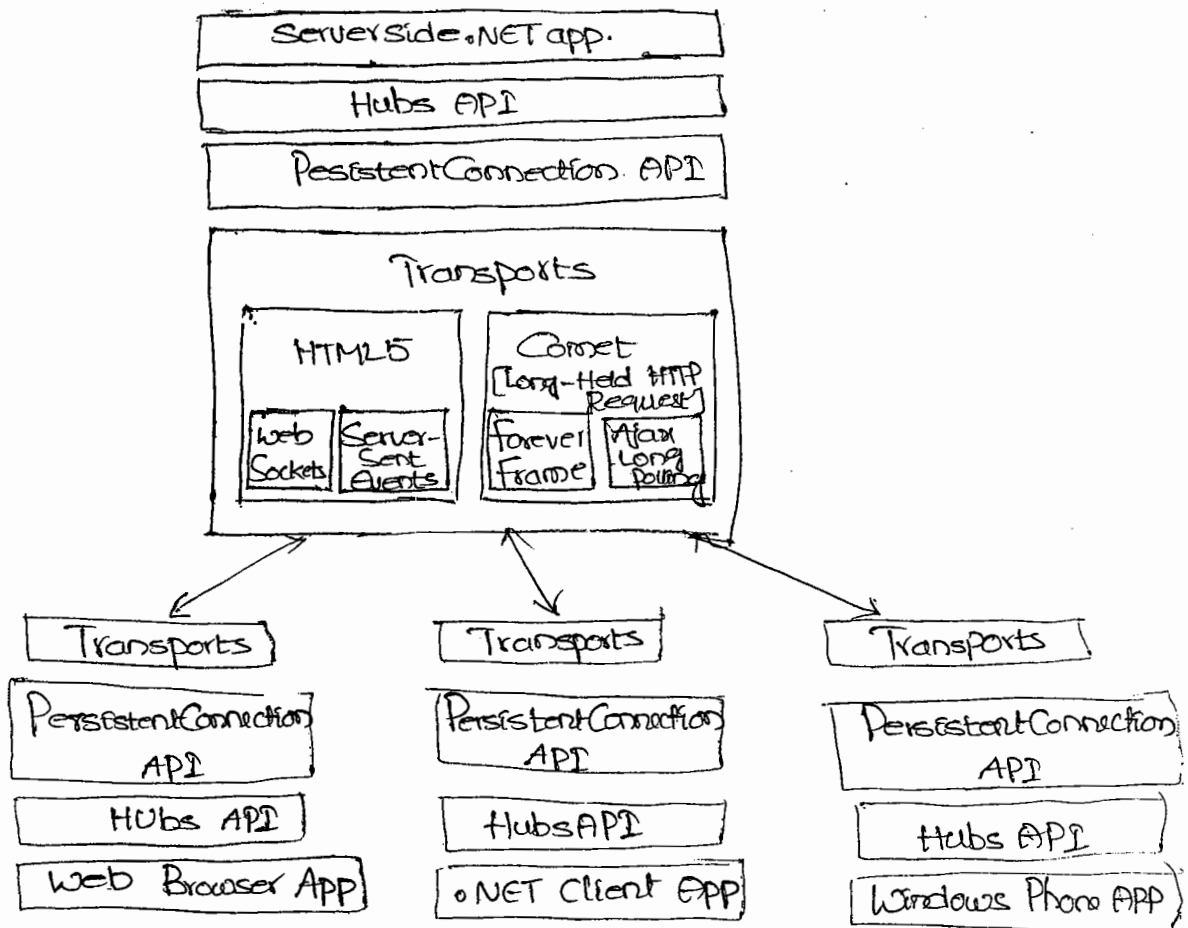 Serverside.NET app.
Hubs API
PesistentConnection API
Transports
HTML5
Web
Sockets
Server-
Sent
Events
Comet
[Long-Held HTTP
Request]
forever
Frame
Ajax
Long
Polling
Transports
PersistentConnection
API
HUbs API
Web Browser App
Transports
PersistentConnection
API
HubsAPI
.NET Client App
Transports
PersistentConnection
API
Hubs API
Windows Phone APP